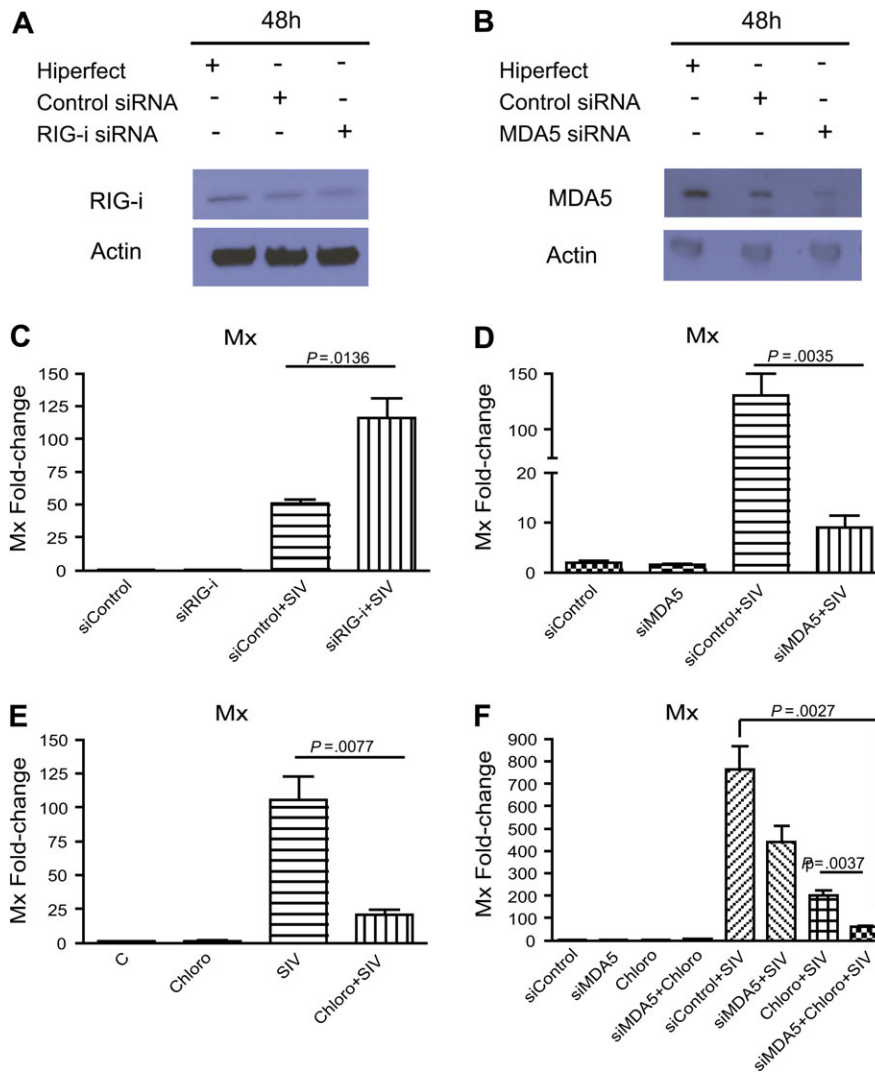 A
48h
Hiperfect + - -
Control siRNA - + -
RIG-i siRNA - - +
RIG-i
Actin
B
48h
Hiperfect + - -
Control siRNA - + -
MDA5 siRNA - - +
MDA5
Actin
C
Mx
P=.0136
Mx Fold-change
150
125
100
75
50
25
0
siControl
siRIG-i
siControl+SIV
siRIG-i+SIV
D
Mx
P=.0035
Mx Fold-change
150
100
20
10
0
siControl
siMDA5
siControl+SIV
siMDA5+SIV
E
Mx
P=.0077
Mx Fold-change
150
125
100
75
50
25
0
C
Chloro
SIV
Chloro+SIV
F
Mx
P=.0027
p=.0037
Mx Fold-change
900
800
700
600
500
400
300
200
100
0
siControl
siMDA5
Chloro
siMDA5+Chloro
siControl+SIV
siMDA5+SIV
Chloro+SIV
siMDA5+Chloro+SIV